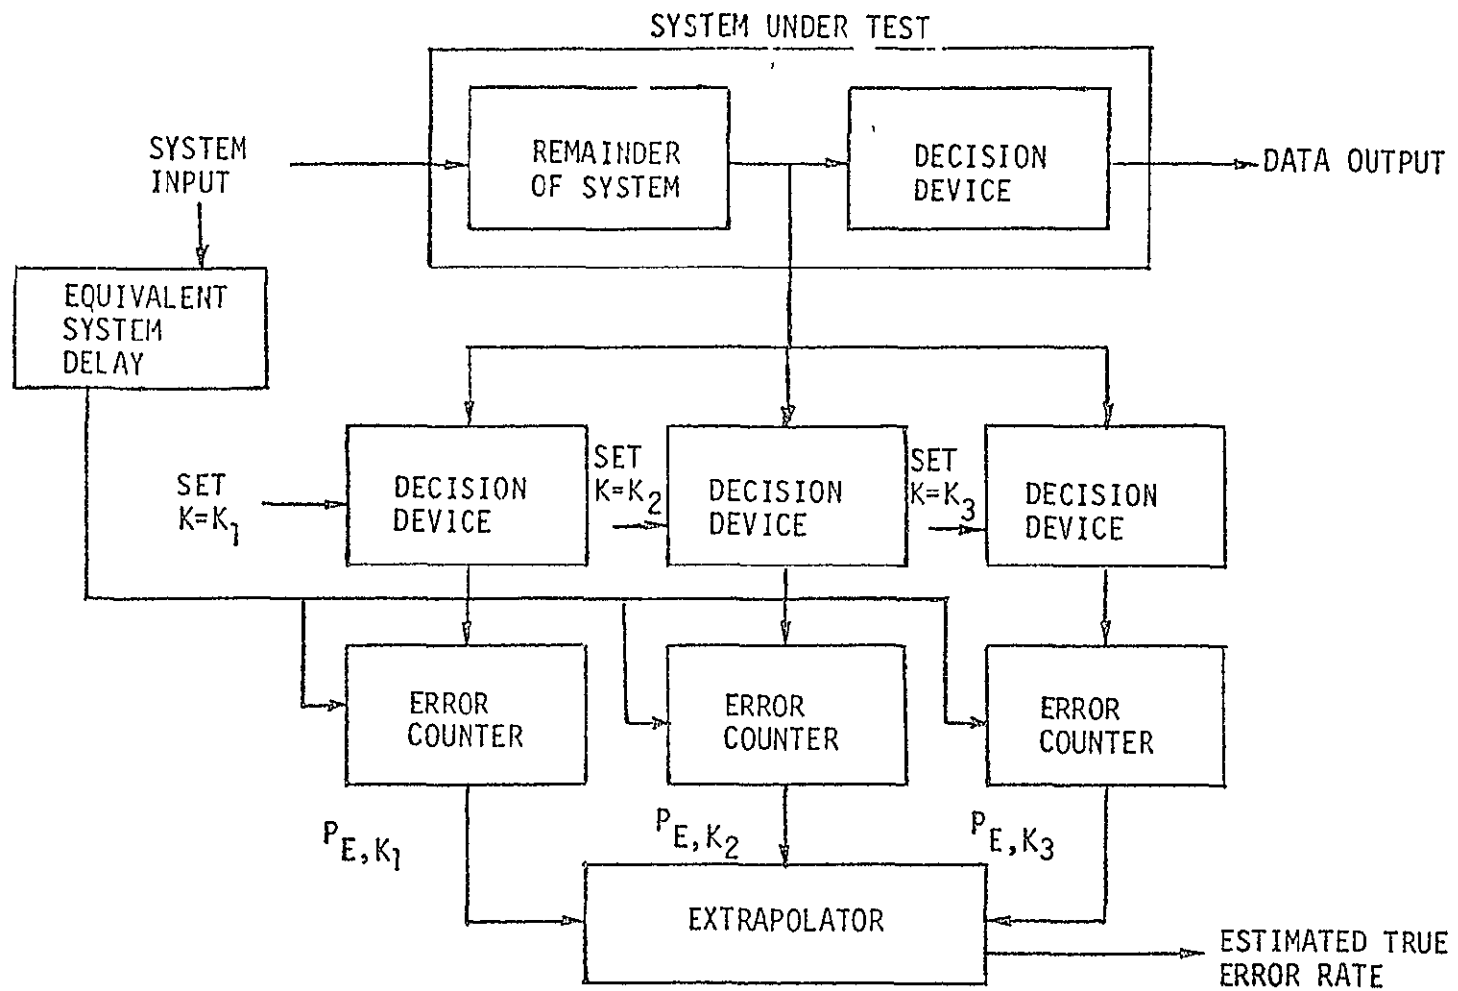 SYSTEM UNDER TEST
SYSTEM
INPUT
REMAINDER
OF SYSTEM
DECISION
DEVICE
DATA OUTPUT
EQUIVALENT
SYSTEM
DELAY
SET
K=K1
DECISION
DEVICE
SET
K=K2
DECISION
DEVICE
SET
K=K3
DECISION
DEVICE
ERROR
COUNTER
ERROR
COUNTER
ERROR
COUNTER
PE,K1
PE,K2
PE,K3
EXTRAPOLATOR
ESTIMATED TRUE
ERROR RATE